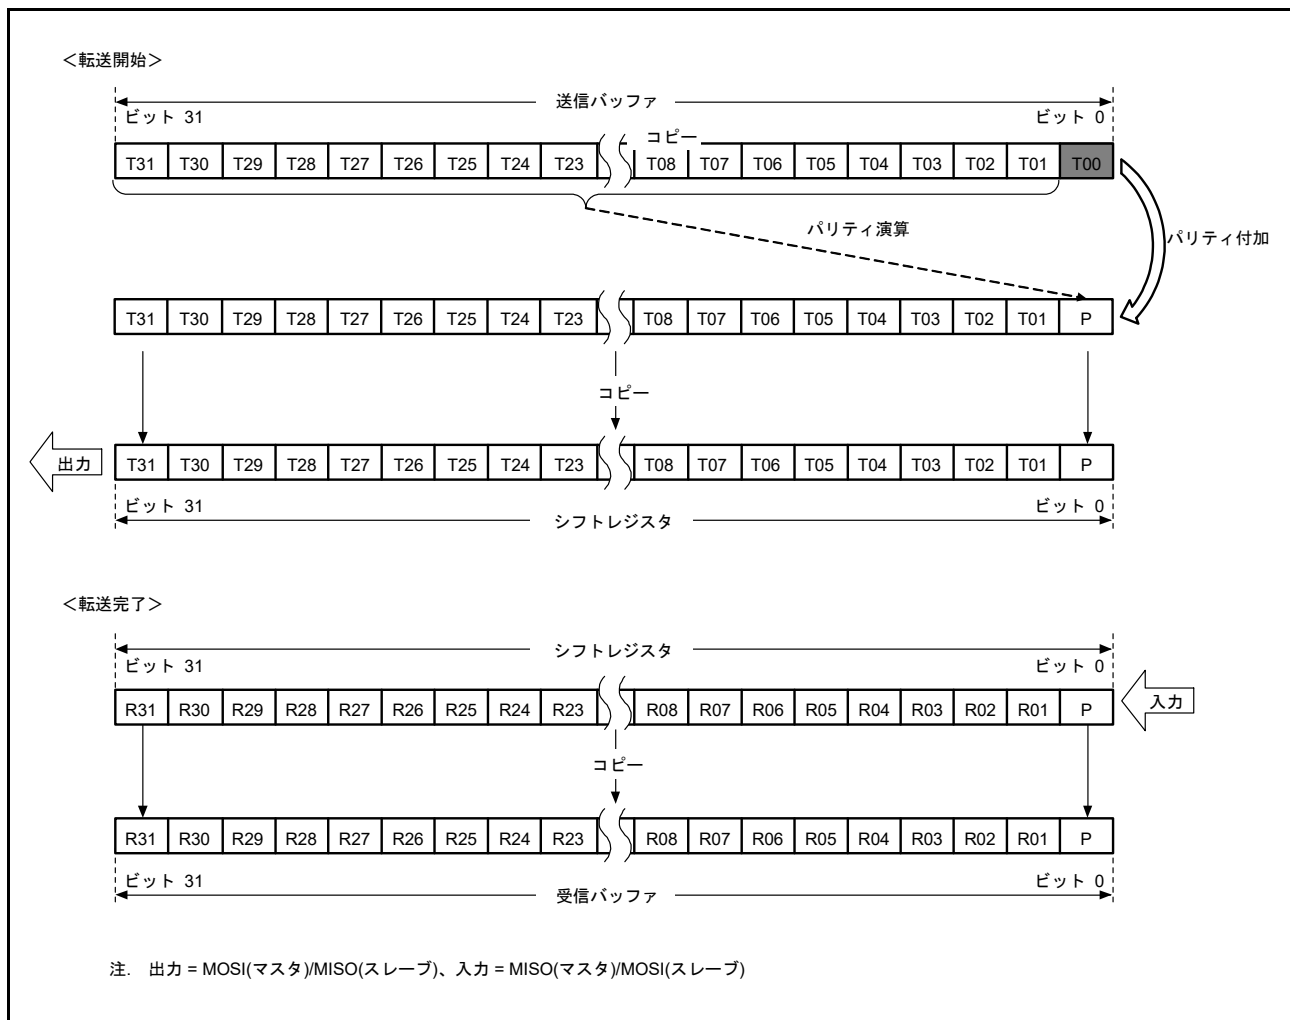 ＜転送開始＞
送信バッファ
ビット 31 ビット 0
コピー
T31 T30 T29 T28 T27 T26 T25 T24 T23 T08 T07 T06 T05 T04 T03 T02 T01 T00
パリティ演算
パリティ付加
T31 T30 T29 T28 T27 T26 T25 T24 T23 T08 T07 T06 T05 T04 T03 T02 T01 P
コピー
出力 T31 T30 T29 T28 T27 T26 T25 T24 T23 T08 T07 T06 T05 T04 T03 T02 T01 P
ビット 31 ビット 0
シフトレジスタ
＜転送完了＞
シフトレジスタ
ビット 31 ビット 0
R31 R30 R29 R28 R27 R26 R25 R24 R23 R08 R07 R06 R05 R04 R03 R02 R01 P 入力
コピー
R31 R30 R29 R28 R27 R26 R25 R24 R23 R08 R07 R06 R05 R04 R03 R02 R01 P
ビット 31 ビット 0
受信バッファ
注. 出力 = MOSI(マスタ)/MISO(スレーブ)、入力 = MISO(マスタ)/MOSI(スレーブ)